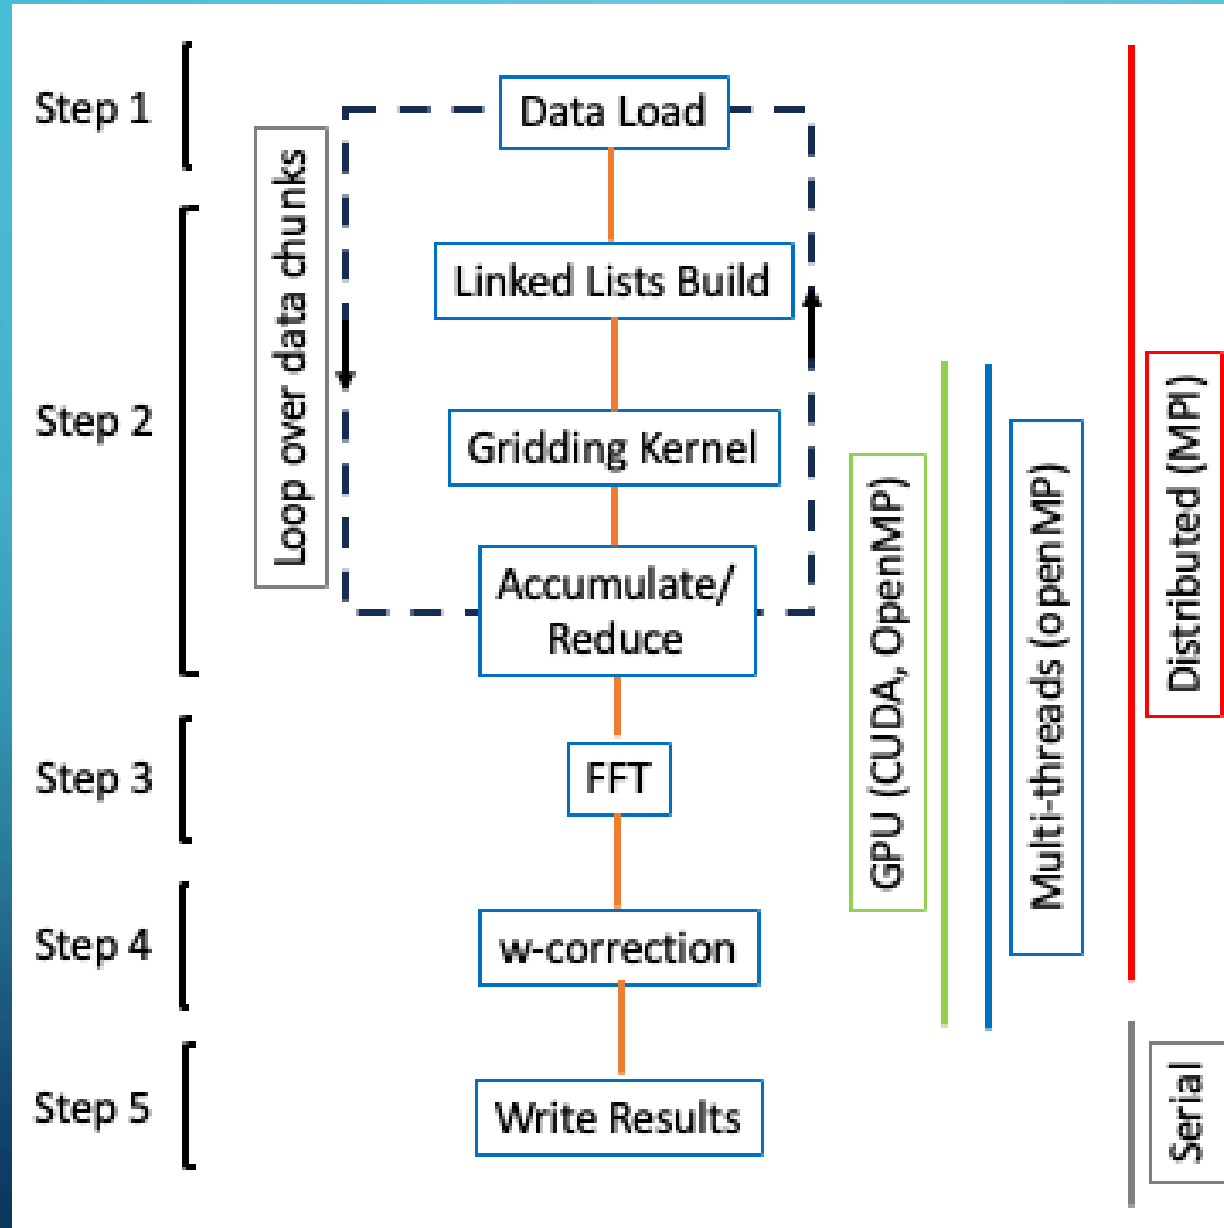 Step 1
Data Load
Loop over data chunks
Step 2
Linked Lists Build
Gridding Kernel
Accumulate/
Reduce
Step 3
FFT
Step 4
w-correction
Step 5
Write Results
GPU (CUDA, OpenMP)
Multi-threads (openMP)
Distributed (MPI)
Serial